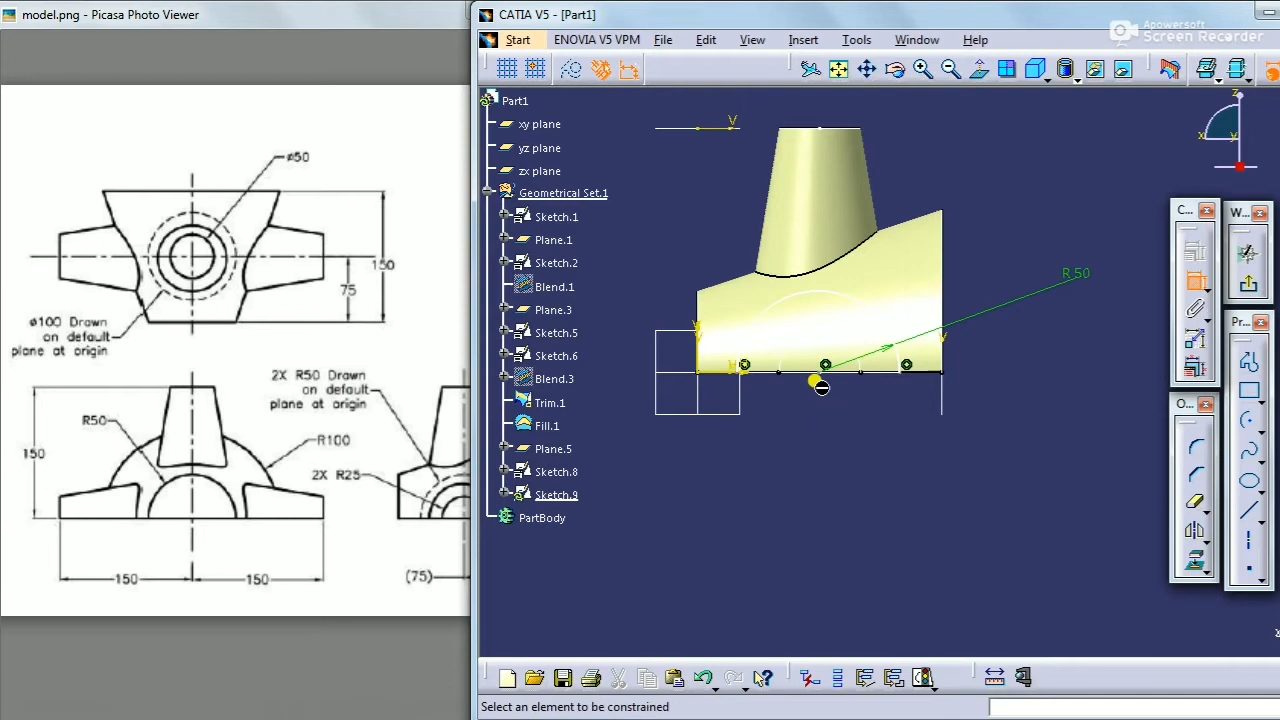 model.png - Picasa Photo Viewer
CATIA V5 - [Part1]
Apowersoft
Screen Recorder
Start ENOVIA V5 VPM File Edit View Insert Tools Window Help
Part1
xy plane
yz plane
zx plane
Geometrical Set.1
Sketch.1
Plane.1
Sketch.2
Blend.1
Plane.3
Sketch.5
Sketch.6
Blend.3
Trim.1
Fill.1
Plane.5
Sketch.8
Sketch.9
PartBody
V
R 50
z
x
y
C...
W...
Pr...
O...
ø50
150
75
ø100 Drawn
on default
plane at origin
2X R50 Drawn
on default
plane at origin
R50
R100
150
2X R25
150
150
(75)
Select an element to be constrained